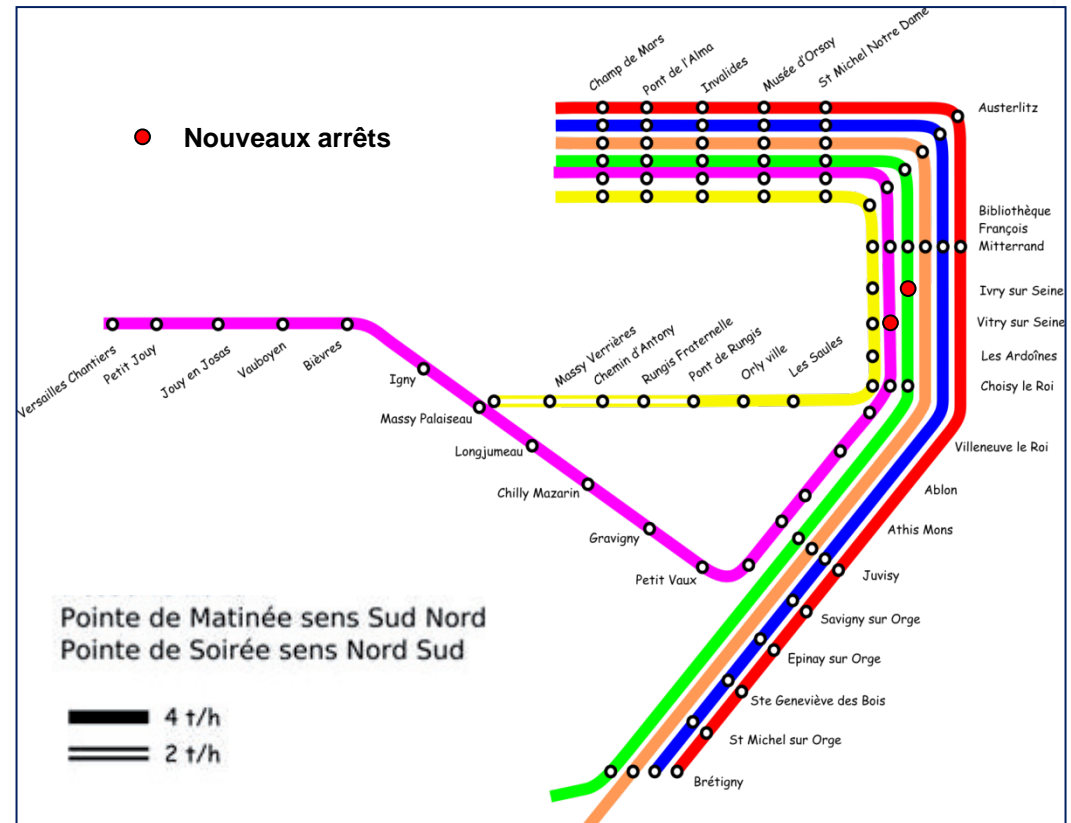 Champ de Mars
Pont de l'Alma
Invalides
Musée d'Orsay
St Michel Notre Dame
Nouveaux arrêts
Austerlitz
Bibliothèque
François
Mitterrand
Ivry sur Seine
Vitry sur Seine
Les Ardoînes
Choisy le Roi
Villeneuve le Roi
Ablon
Athis Mons
Juvisy
Savigny sur Orge
Epinay sur Orge
Ste Geneviève des Bois
St Michel sur Orge
Brétigny
Versailles Chantiers
Petit Jouy
Jouy en Josas
Vauboyen
Bièvres
Igny
Massy Palaiseau
Longjumeau
Chilly Mazarin
Gravigny
Petit Vaux
Massy Verrières
Chemin d'Antony
Rungis Fraternelle
Pont de Rungis
Orly ville
Les Saules
Pointe de Matinée sens Sud Nord
Pointe de Soirée sens Nord Sud
4 t/h
2 t/h